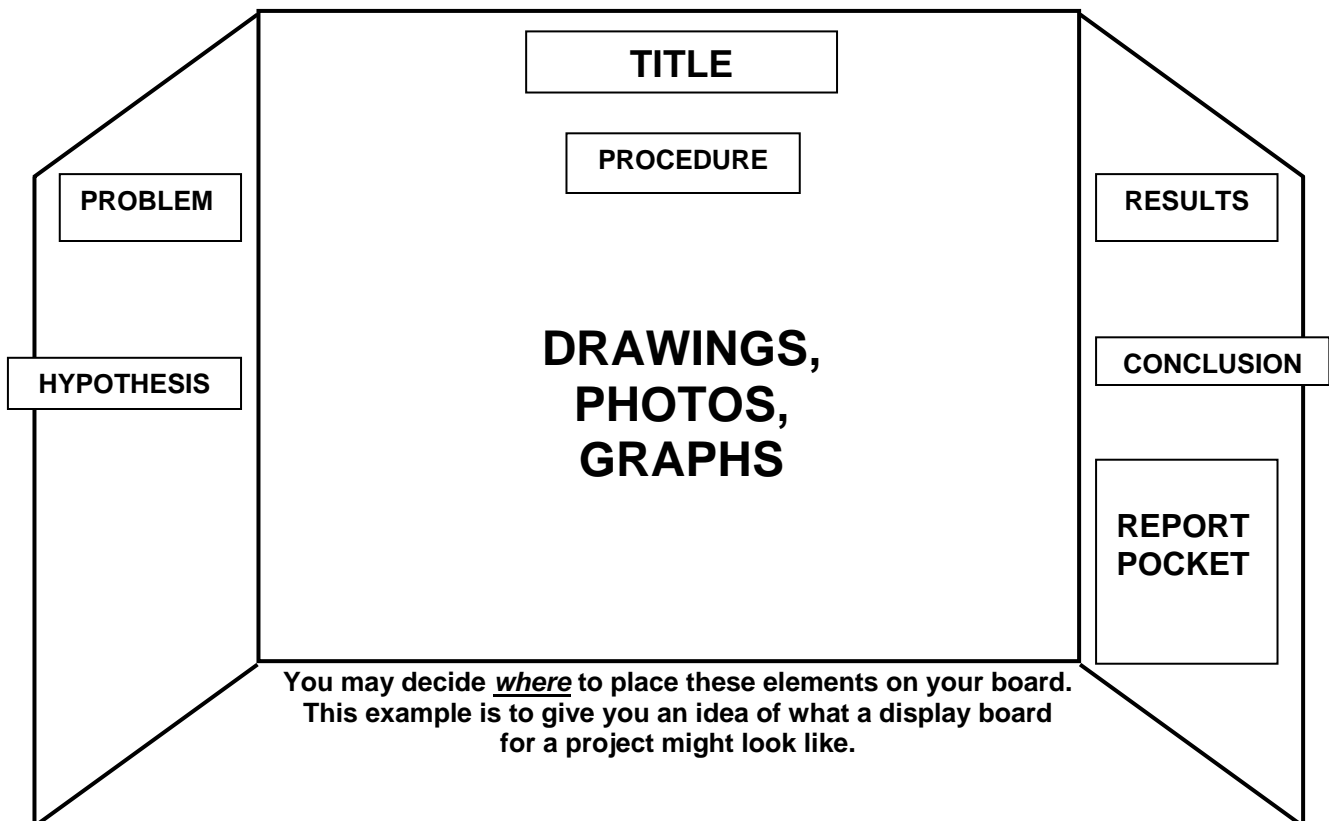 TITLE
PROCEDURE
PROBLEM
HYPOTHESIS
DRAWINGS,
PHOTOS,
GRAPHS
RESULTS
CONCLUSION
REPORT
POCKET
You may decide where to place these elements on your board.
This example is to give you an idea of what a display board
for a project might look like.